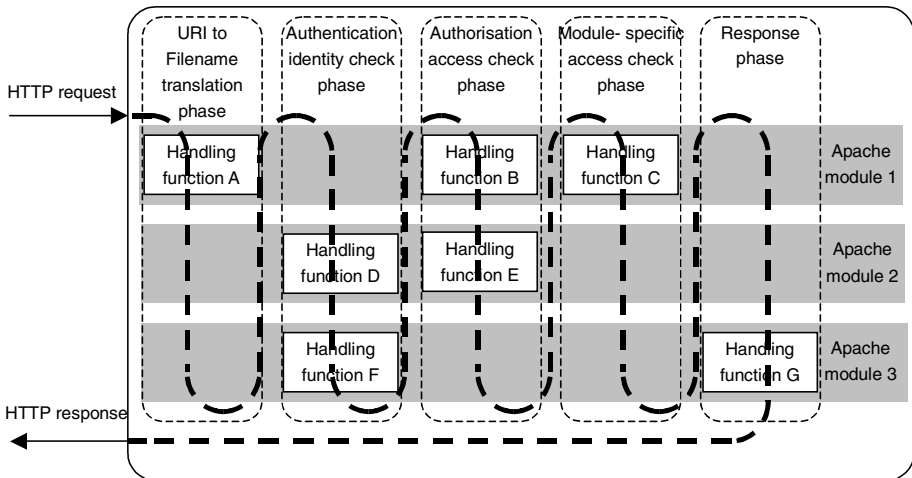 URI to
Filename
translation
phase
Authentication
identity check
phase
Authorisation
access check
phase
Module- specific
access check
phase
Response
phase
HTTP request
Handling
function A
Handling
function B
Handling
function C
Apache
module 1
Handling
function D
Handling
function E
Apache
module 2
Handling
function F
Handling
function G
Apache
module 3
HTTP response